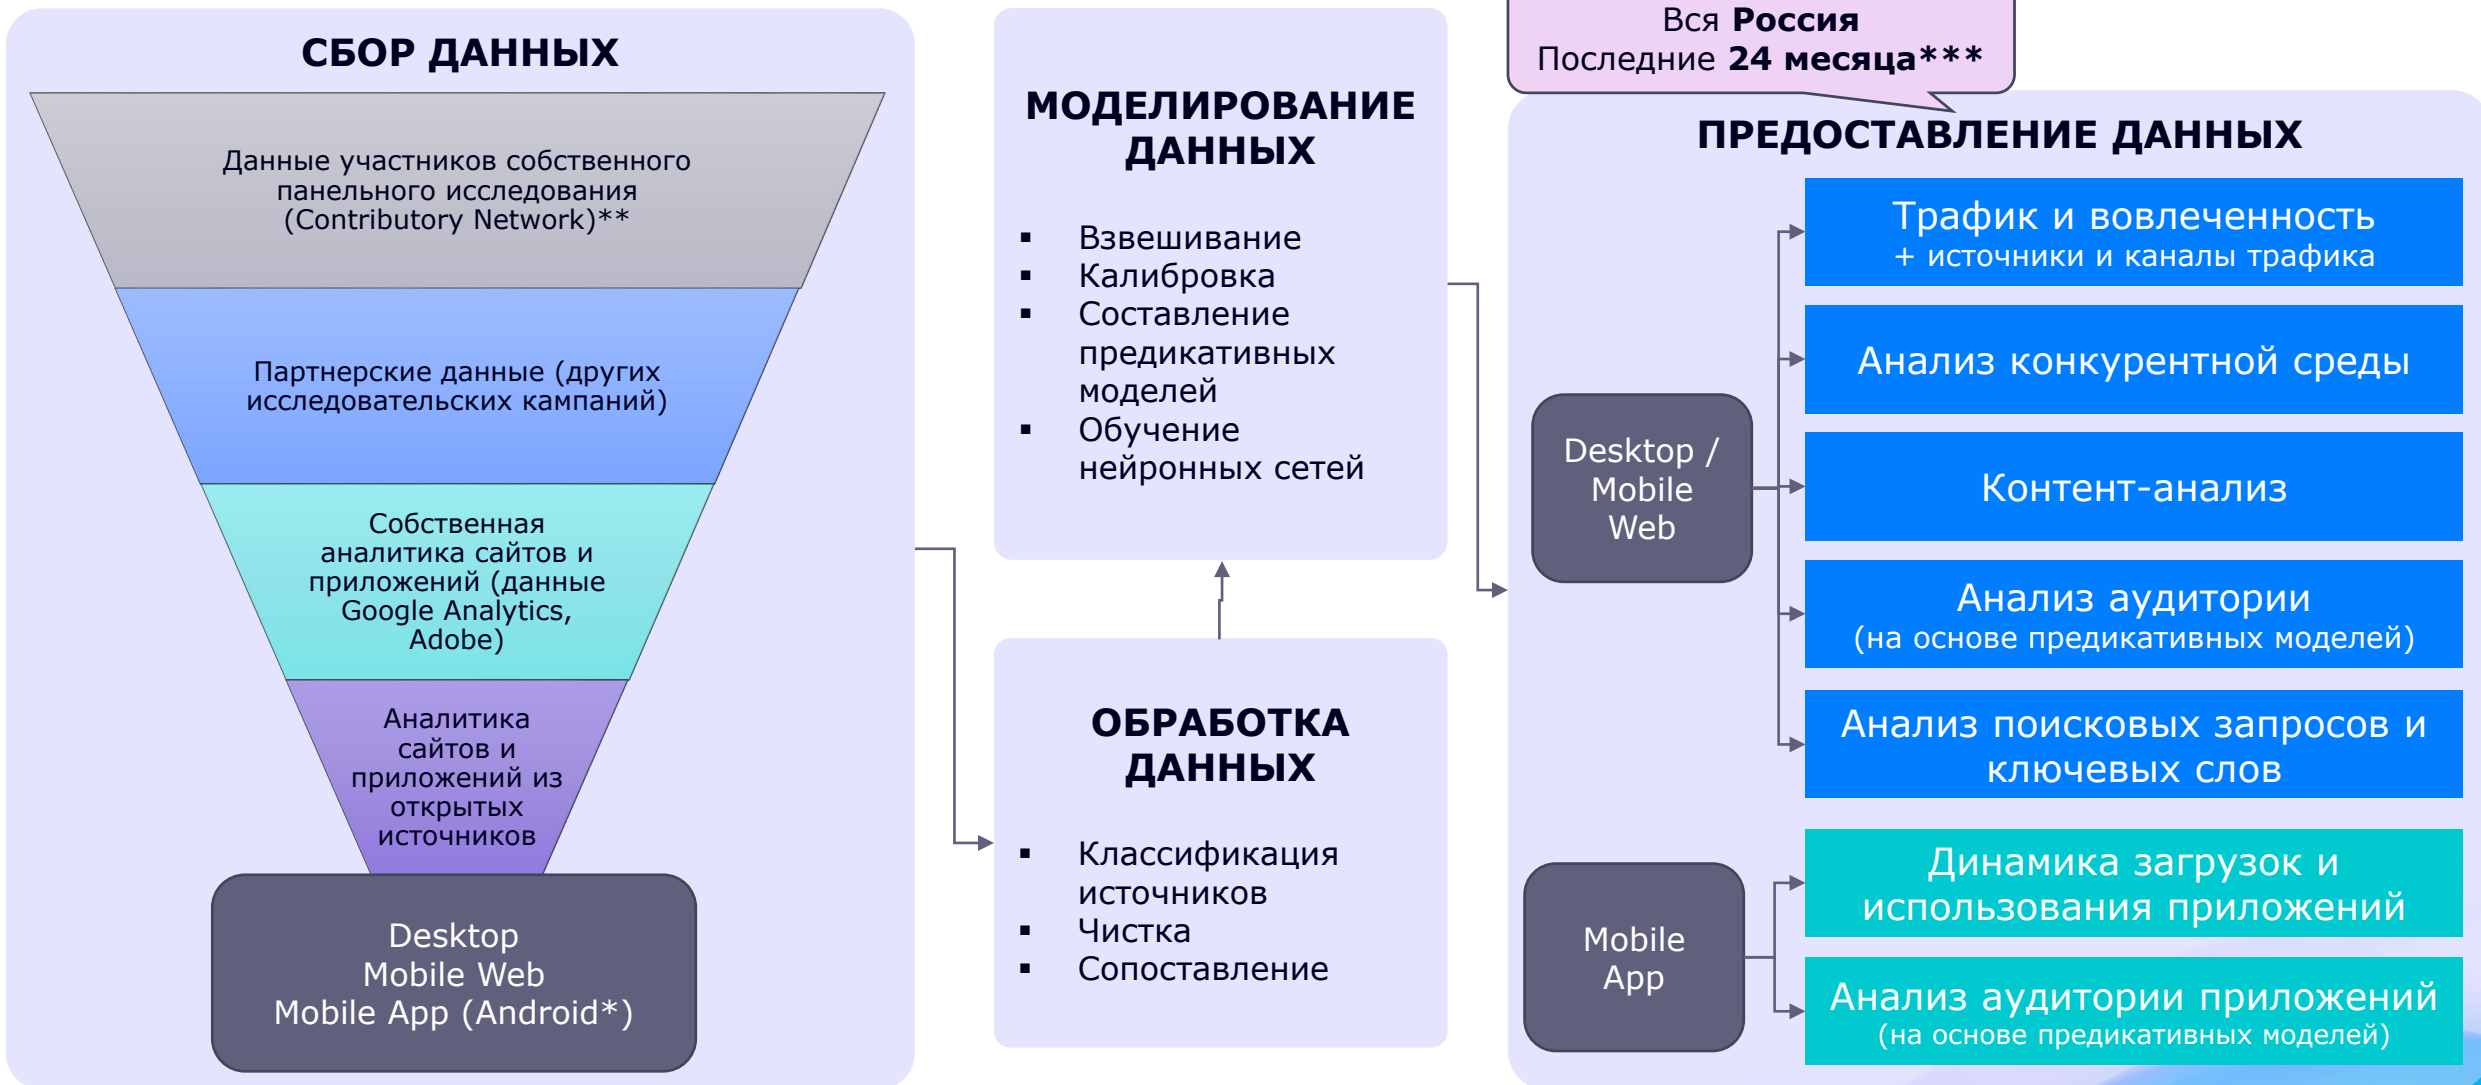 СБОР ДАННЫХ
Данные участников собственного
панельного исследования
(Contributory Network)**
Партнерские данные (других
исследовательских кампаний)
Собственная
аналитика сайтов и
приложений (данные
Google Analytics,
Adobe)
Аналитика
сайтов и
приложений из
открытых
источников
Desktop
Mobile Web
Mobile App (Android*)
ОБРАБОТКА
ДАННЫХ
▪ Классификация
источников
▪ Чистка
▪ Сопоставление
МОДЕЛИРОВАНИЕ
ДАННЫХ
▪ Взвешивание
▪ Калибровка
▪ Составление
предикативных
моделей
▪ Обучение
нейронных сетей
Вся Россия
Последние 24 месяца***
ПРЕДОСТАВЛЕНИЕ ДАННЫХ
Desktop /
Mobile
Web
Трафик и вовлеченность
+ источники и каналы трафика
Анализ конкурентной среды
Контент-анализ
Анализ аудитории
(на основе предикативных моделей)
Анализ поисковых запросов и
ключевых слов
Mobile
App
Динамика загрузок и
использования приложений
Анализ аудитории приложений
(на основе предикативных моделей)